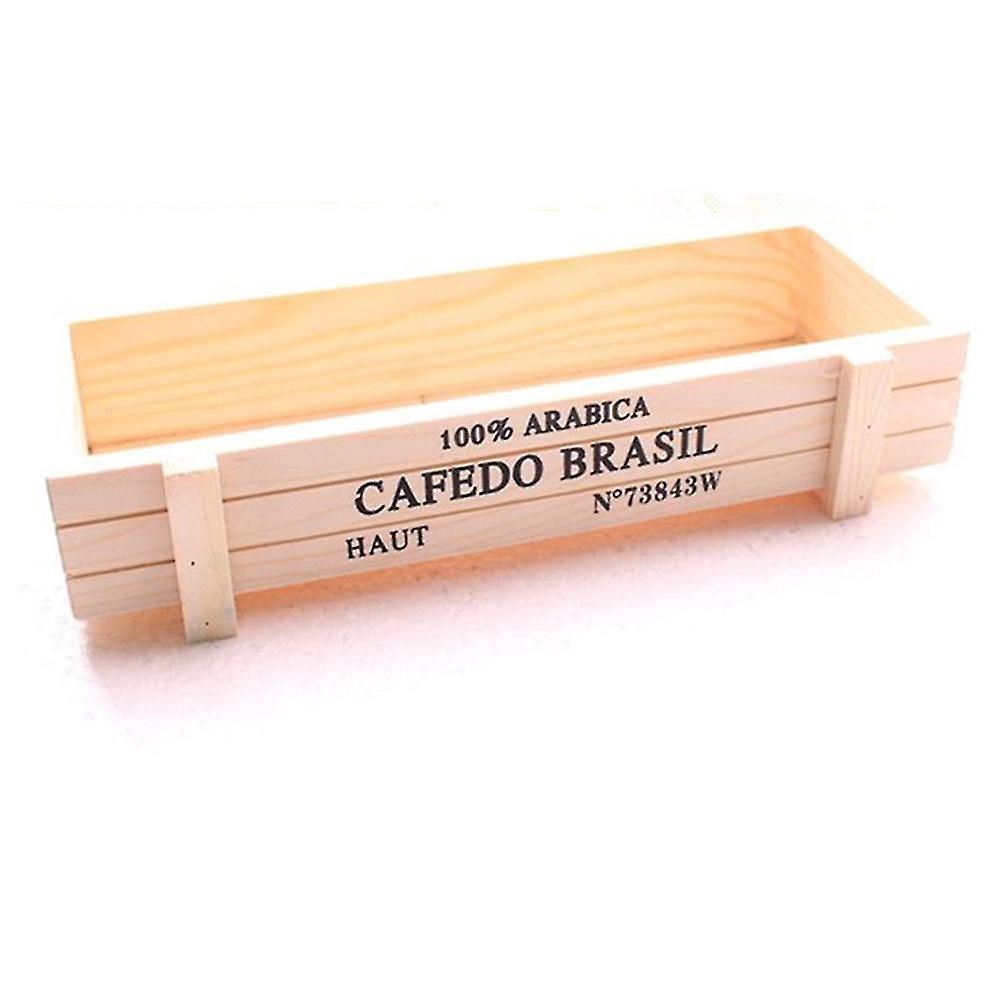 100% ARABICA
CAFEDO BRASIL
HAUT N°73843W